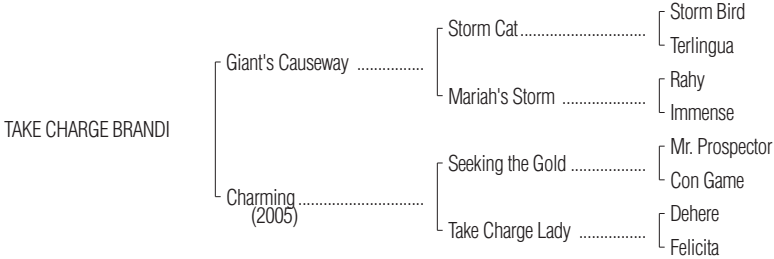 Storm Bird
Storm Cat..............................
Terlingua
Giant's Causeway ................
Rahy
Mariah's Storm ....................
Immense
TAKE CHARGE BRANDI
Mr. Prospector
Seeking the Gold ..................
Con Game
Charming..............................
(2005)
Dehere
Take Charge Lady ................
Felicita